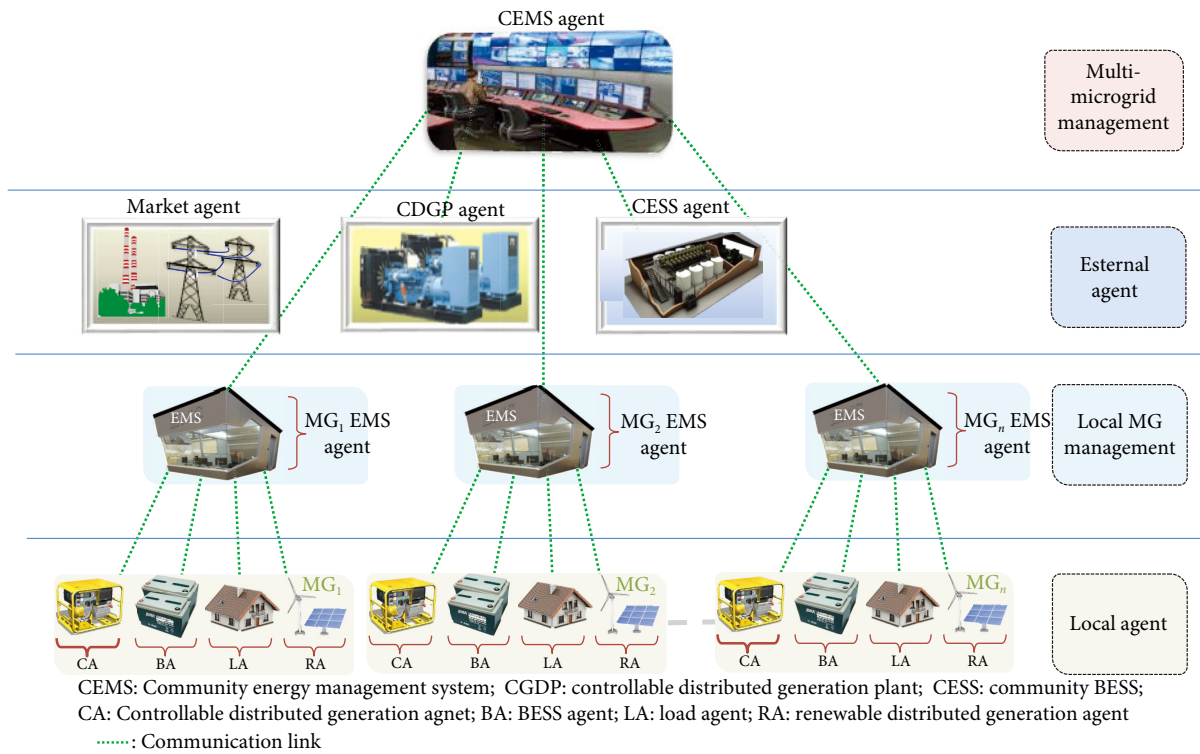 CEMS agent
Multi-
microgrid
management
Market agent
CDGP agent
CESS agent
Esternal
agent
EMS
MG1 EMS
agent
EMS
MG2 EMS
agent
EMS
MGn EMS
agent
Local MG
management
MG1
MG2
MGn
Local agent
CA BA LA RA CA BA LA RA CA BA LA RA
CEMS: Community energy management system; CGDP: controllable distributed generation plant; CESS: community BESS;
CA: Controllable distributed generation agnet; BA: BESS agent; LA: load agent; RA: renewable distributed generation agent
: Communication link